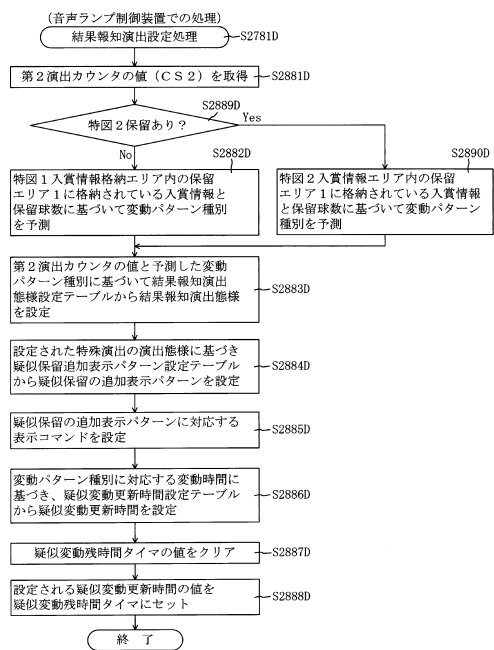 (音声ランプ制御装置での処理)
結果報知演出設定処理
S2781D
第2演出カウンタの値(CS2)を取得
S2881D
S2889D
特図2保留あり?
Yes
No
S2882D
特図1入賞情報格納エリア内の保留
エリア1に格納されている入賞情報と
保留球数に基づいて変動パターン種別
を予測
S2890D
特図2入賞情報格納エリア内の保留
エリア1に格納されている入賞情報
と保留球数に基づいて変動パターン
種別を予測
第2演出カウンタの値と予測した変動
パターン種別に基づいて結果報知演出
態様設定テーブルから結果報知演出態様
を設定
S2883D
設定された特殊演出の演出態様に基づき
疑似保留追加表示パターン設定テーブル
から疑似保留の追加表示パターンを設定
S2884D
疑似保留の追加表示パターンに対応する
表示コマンドを設定
S2885D
変動パターン種別に対応する変動時間に
基づき、疑似変動更新時間設定テーブル
から疑似変動更新時間を設定
S2886D
疑似変動残時間タイマの値をクリア
S2887D
設定される疑似変動更新時間の値を
疑似変動残時間タイマにセット
S2888D
終 了